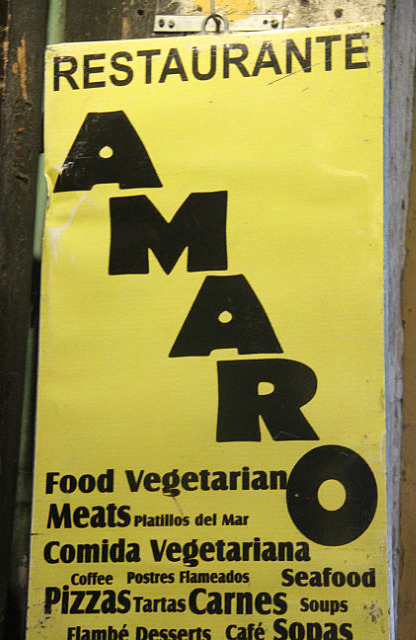 RESTAURANTE
AMARO
Food Vegetarian
Meats Platillos del Mar
Comida Vegetariana
Coffee Postres Flameados Seafood
Pizzas Tartas Carnes Soups
Flambé Desserts Café Sopas